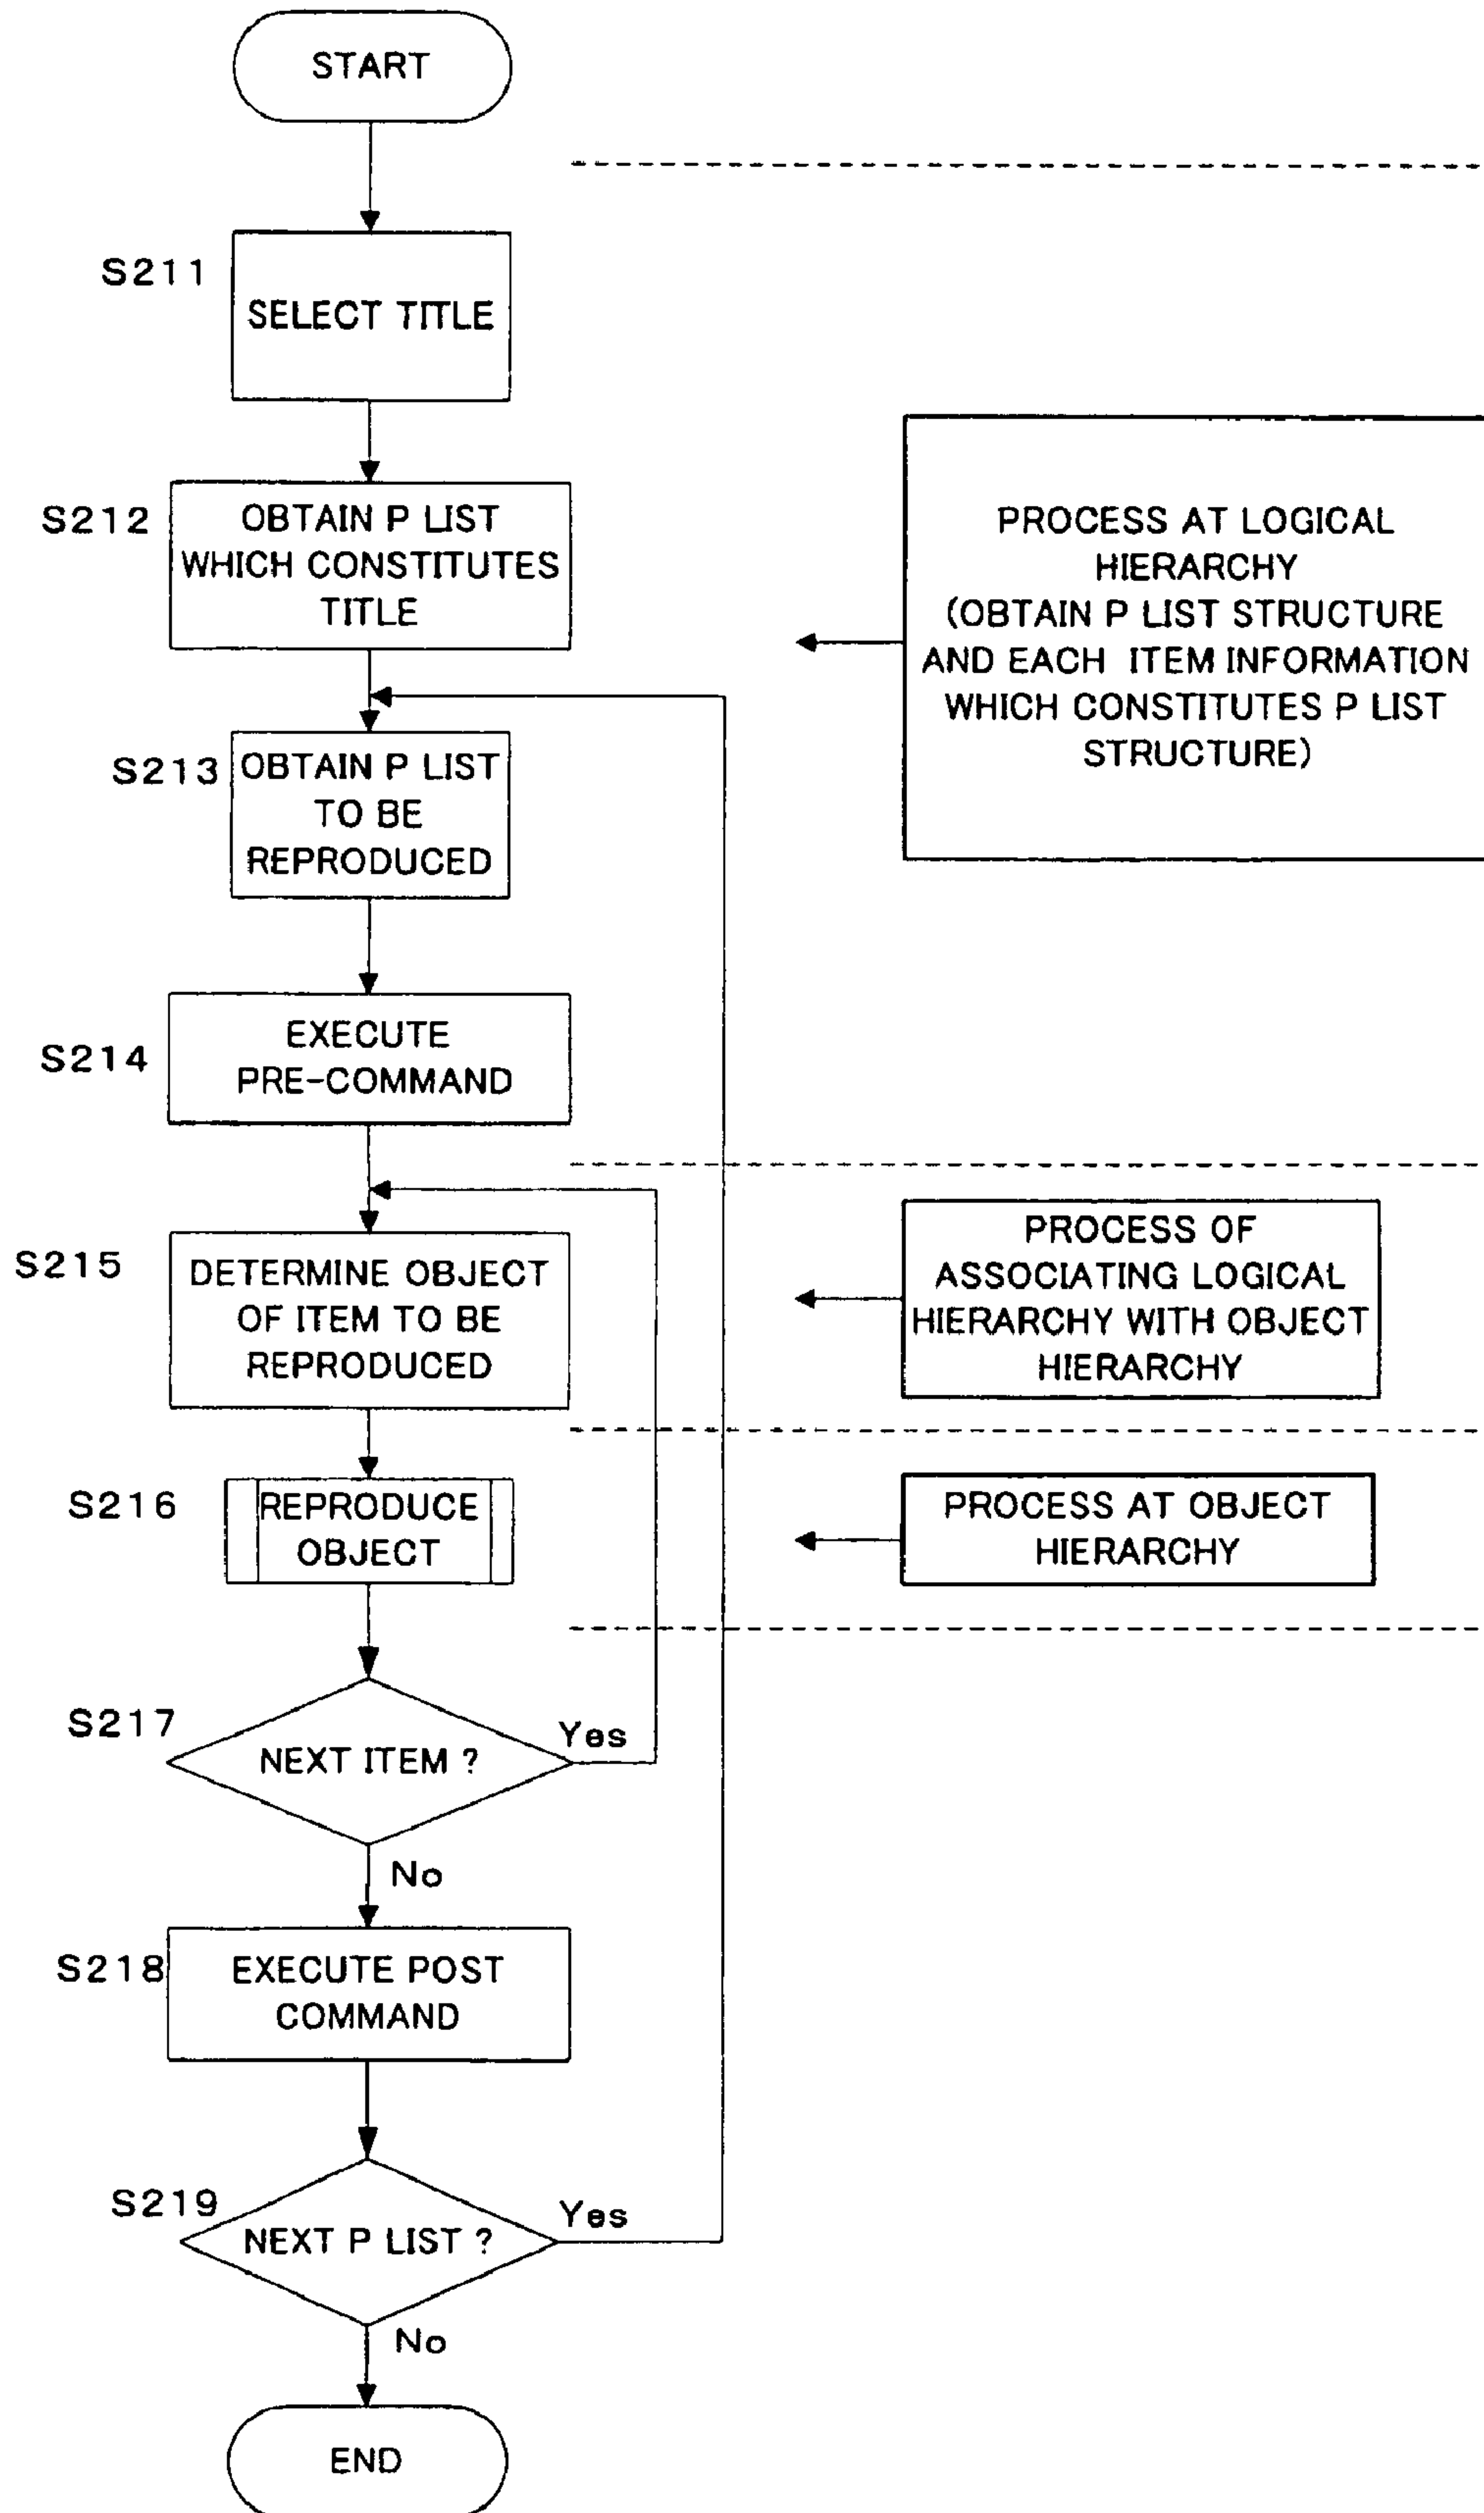 START
S211
SELECT TITLE
S212
OBTAIN P LIST
WHICH CONSTITUTES
TITLE
PROCESS AT LOGICAL
HIERARCHY
(OBTAIN P LIST STRUCTURE
AND EACH ITEM INFORMATION
WHICH CONSTITUTES P LIST
STRUCTURE)
S213
OBTAIN P LIST
TO BE
REPRODUCED
S214
EXECUTE
PRE-COMMAND
S215
DETERMINE OBJECT
OF ITEM TO BE
REPRODUCED
PROCESS OF
ASSOCIATING LOGICAL
HIERARCHY WITH OBJECT
HIERARCHY
S216
REPRODUCE
OBJECT
PROCESS AT OBJECT
HIERARCHY
S217
NEXT ITEM ?
Yes
No
S218
EXECUTE POST
COMMAND
S219
NEXT P LIST ?
Yes
No
END